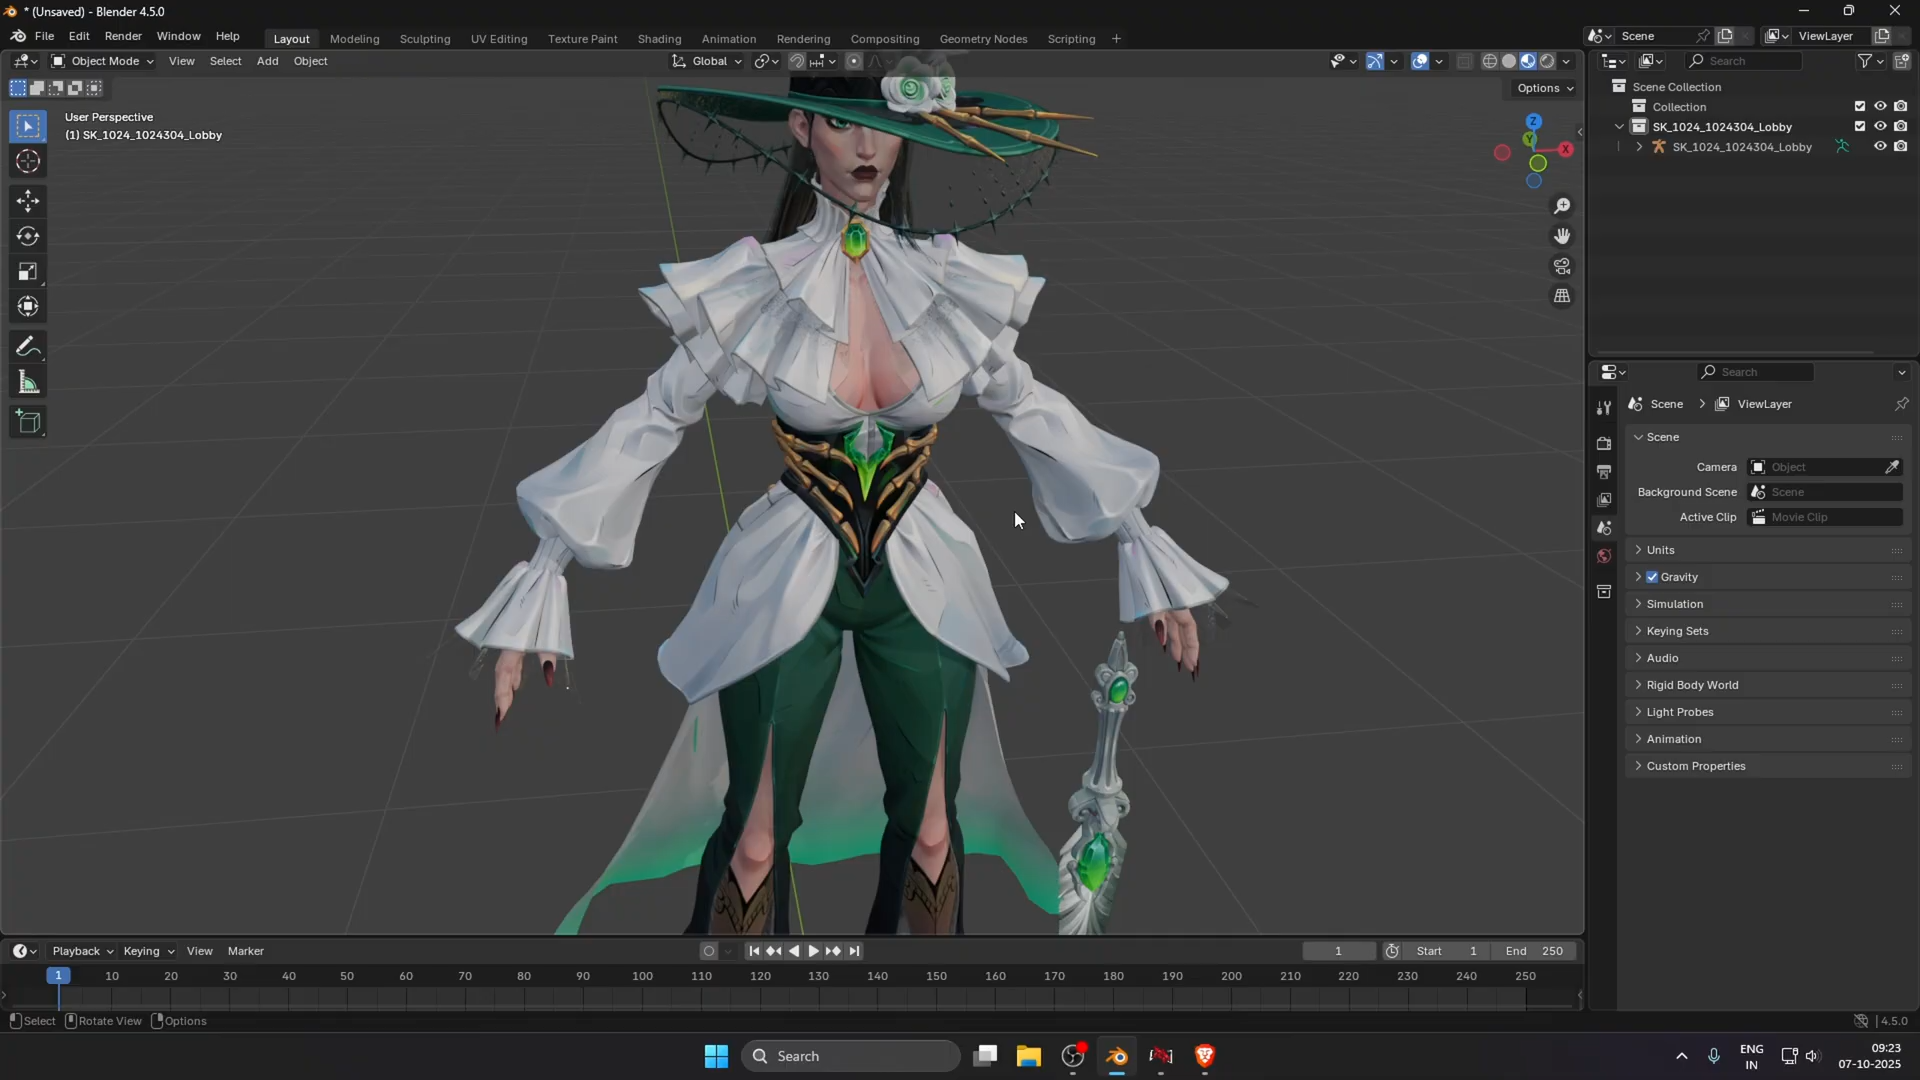 * (Unsaved) - Blender 4.5.0
File Edit Render Window Help
Layout Modeling Sculpting UV Editing Texture Paint Shading Animation Rendering Compositing Geometry Nodes Scripting +
Scene
ViewLayer
Object Mode View Select Add Object
Global
Search
Options
User Perspective
(1) SK_1024_1024304_Lobby
Z
Y
X
Scene Collection
Collection
SK_1024_1024304_Lobby
SK_1024_1024304_Lobby
Search
Scene > ViewLayer
Scene
Camera Object
Background Scene Scene
Active Clip Movie Clip
Units
Gravity
Simulation
Keying Sets
Audio
Rigid Body World
Light Probes
Animation
Custom Properties
Playback Keying View Marker
1
Start 1
End 250
1 10 20 30 40 50 60 70 80 90 100 110 120 130 140 150 160 170 180 190 200 210 220 230 240 250
Select Rotate View Options
4.5.0
Search
ENG
IN
09:23
07-10-2025